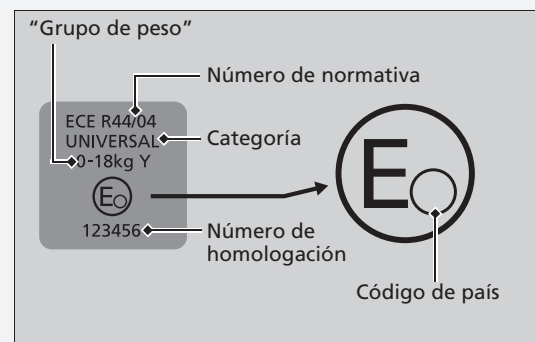 “Grupo de peso”
Número de normativa
ECE R44/04
UNIVERSAL
Categoría
0-18kg Y
E
E
123456
Número de
homologación
Código de país